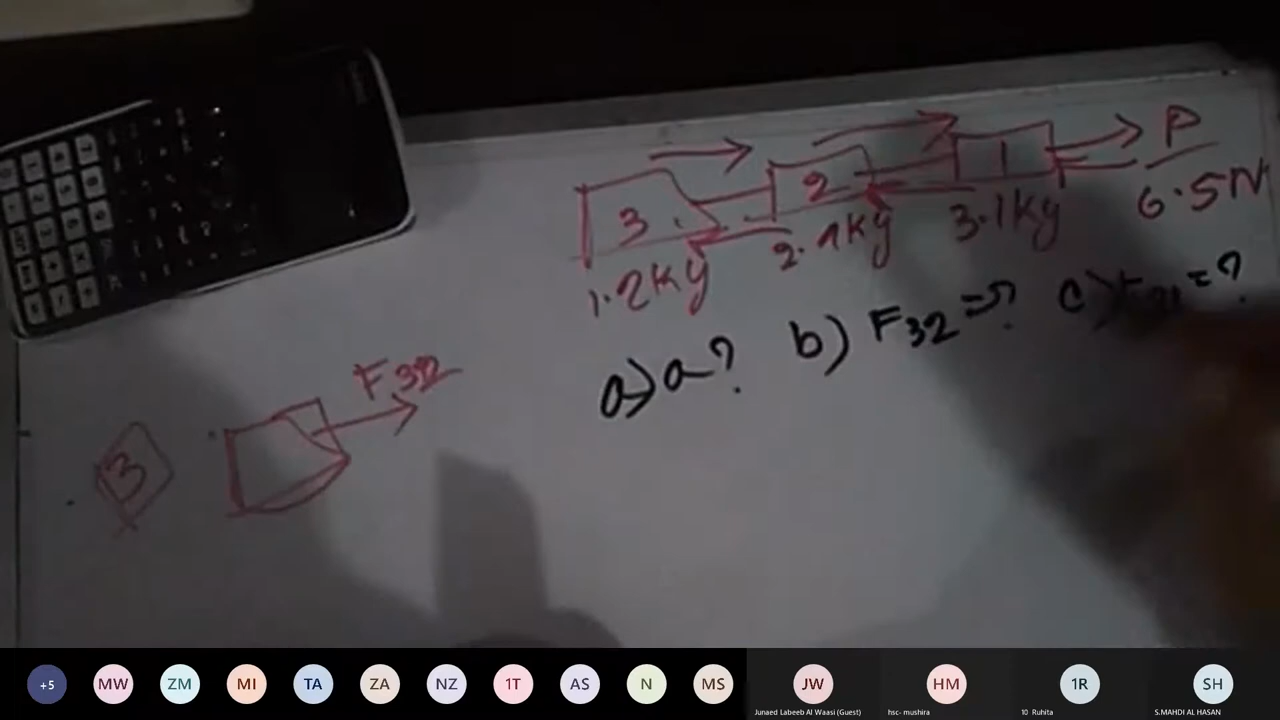 P
3 2 1
6.5N
1.2kg 2.4kg 3.1kg
a) a? b) F32=? c) =?
F32
3
+5 MW ZM MI TA ZA NZ 1T AS N MS JW HM 1R SH
Junaed Labeeb Al Waasi (Guest) hsc- mushira 10 Ruhita S.MAHDI AL HASAN